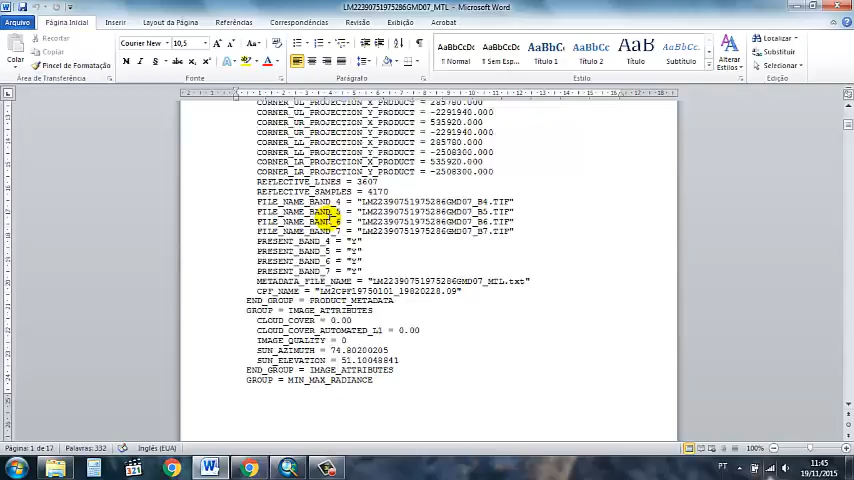 LM22390751975286GMD07_MTL - Microsoft Word
Arquivo Página Inicial Inserir Layout da Página Referências Correspondências Revisão Exibição Acrobat
Colar
Recortar
Copiar
Pincel de Formatação
Área de Transferência
Courier New 10,5
Fonte
Parágrafo
AaBbCcDc AaBbCcDc AaBbC AaBbCc AaB AaBbCc.
¶ Normal ¶ Sem Esp... Título 1 Título 2 Título Subtítulo
Alterar Estilos
Estilo
Localizar
Substituir
Selecionar
Edição
CORNER_UL_PROJECTION_X_PRODUCT = 285780.000
CORNER_UL_PROJECTION_Y_PRODUCT = -2291940.000
CORNER_UR_PROJECTION_X_PRODUCT = 535920.000
CORNER_UR_PROJECTION_Y_PRODUCT = -2291940.000
CORNER_LL_PROJECTION_X_PRODUCT = 285780.000
CORNER_LL_PROJECTION_Y_PRODUCT = -2508300.000
CORNER_LR_PROJECTION_X_PRODUCT = 535920.000
CORNER_LR_PROJECTION_Y_PRODUCT = -2508300.000
REFLECTIVE_LINES = 3607
REFLECTIVE_SAMPLES = 4170
FILE_NAME_BAND_4 = "LM22390751975286GMD07_B4.TIF"
FILE_NAME_BAND_5 = "LM22390751975286GMD07_B5.TIF"
FILE_NAME_BAND_6 = "LM22390751975286GMD07_B6.TIF"
FILE_NAME_BAND_7 = "LM22390751975286GMD07_B7.TIF"
PRESENT_BAND_4 = "Y"
PRESENT_BAND_5 = "Y"
PRESENT_BAND_6 = "Y"
PRESENT_BAND_7 = "Y"
METADATA_FILE_NAME = "LM22390751975286GMD07_MTL.txt"
CPF_NAME = "LM2CPF19750101_19820228.09"
END_GROUP = PRODUCT_METADATA
GROUP = IMAGE_ATTRIBUTES
CLOUD_COVER = 0.00
CLOUD_COVER_AUTOMATED_L1 = 0.00
IMAGE_QUALITY = 0
SUN_AZIMUTH = 74.80200205
SUN_ELEVATION = 51.10048841
END_GROUP = IMAGE_ATTRIBUTES
GROUP = MIN_MAX_RADIANCE
Página: 1 de 17 Palavras: 332 Inglês (EUA) 100%
321
PT 11:45
19/11/2015